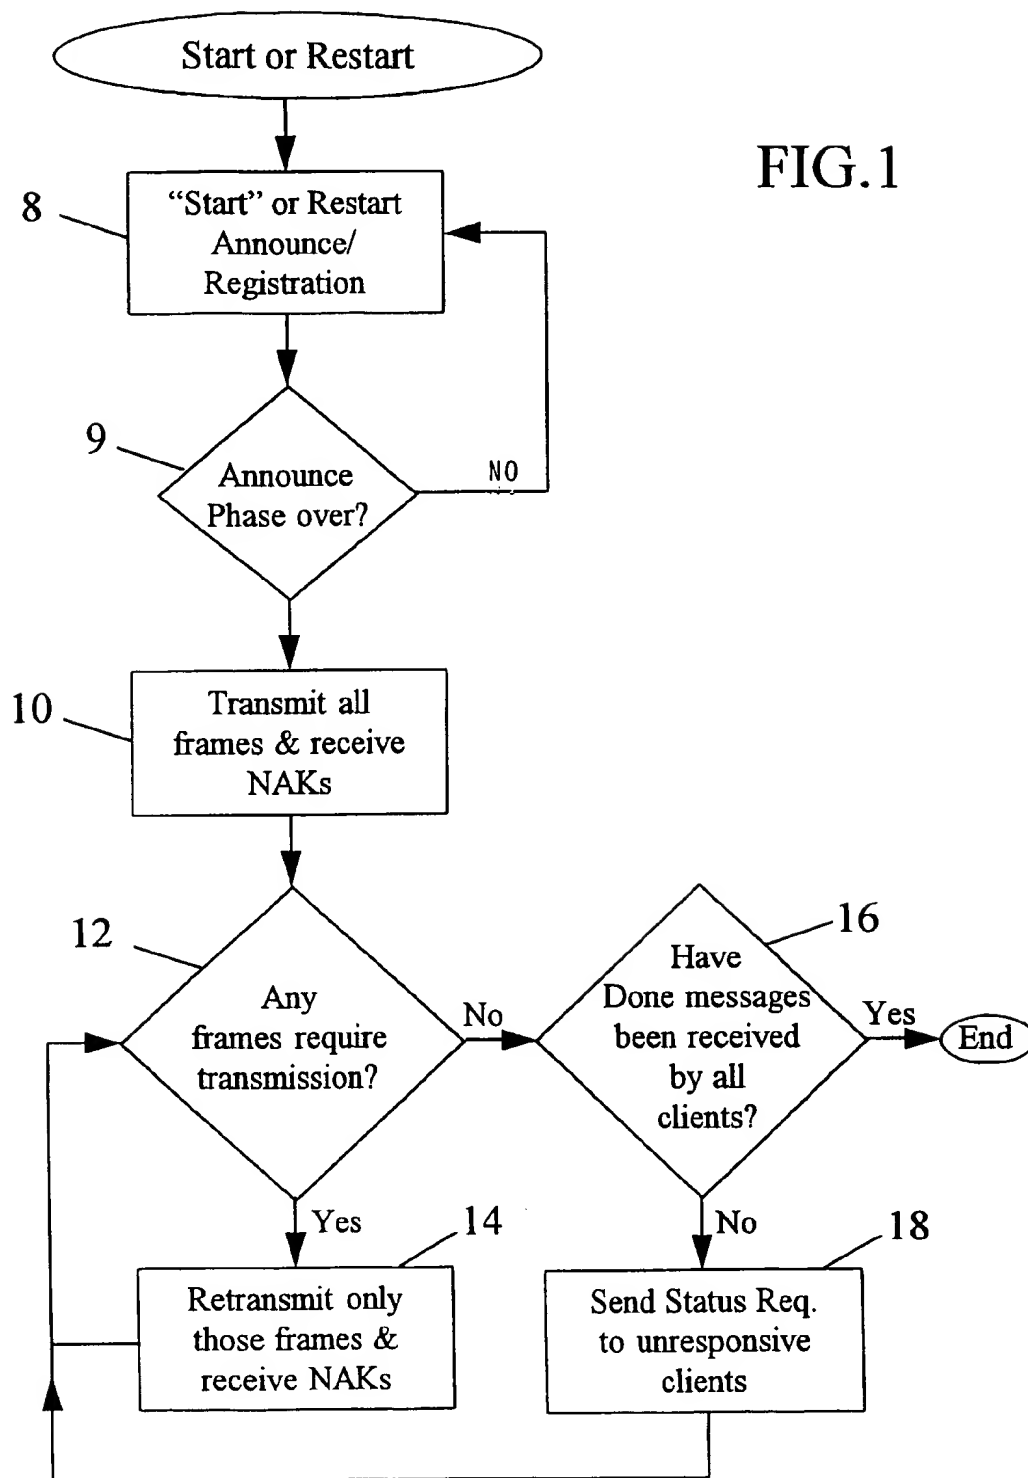 Start or Restart
FIG.1
8
“Start” or Restart
Announce/
Registration
9
Announce
Phase over?
NO
10
Transmit all
frames & receive
NAKs
12
Any
frames require
transmission?
No
16
Have
Done messages
been received
by all
clients?
Yes
End
Yes
14
Retransmit only
those frames &
receive NAKs
No
18
Send Status Req.
to unresponsive
clients